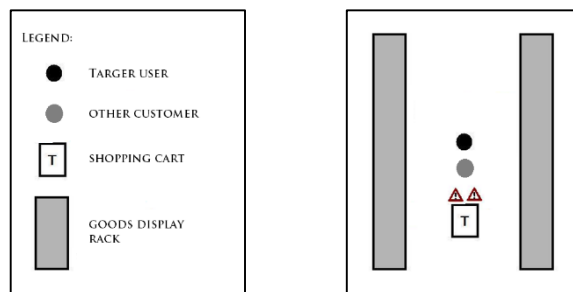 LEGEND:
TARGER USER
OTHER CUSTOMER
T SHOPPING CART
GOODS DISPLAY
RACK
T